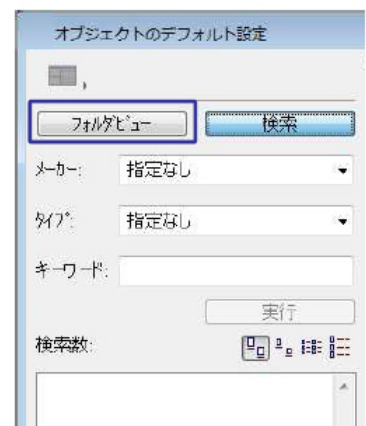 オブジェクトのデフォルト設定
フォルダビュー 検索
メーカー: 指定なし
タイプ: 指定なし
キーワード:
実行
検索数: